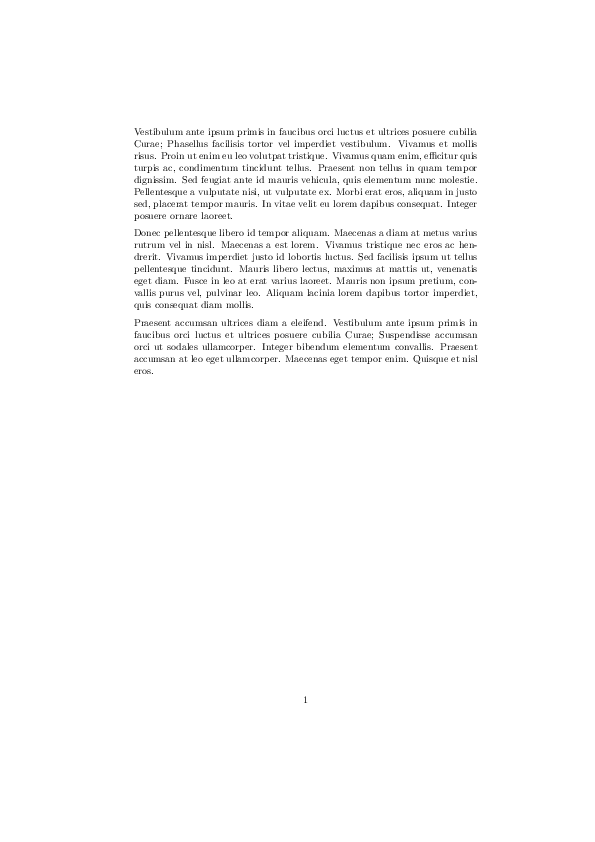 Vestibulum ante ipsum primis in faucibus orci luctus et ultrices posuere cubilia
Curae; Phasellus facilisis tortor vel imperdiet vestibulum. Vivamus et mollis
risus. Proin ut enim eu leo volutpat tristique. Vivamus quam enim, efficitur quis
turpis ac, condimentum tincidunt tellus. Praesent non tellus in quam tempor
dignissim. Sed feugiat ante id mauris vehicula, quis elementum nunc molestie.
Pellentesque a vulputate nisi, ut vulputate ex. Morbi erat eros, aliquam in justo
sed, placerat tempor mauris. In vitae velit eu lorem dapibus consequat. Integer
posuere ornare laoreet.
Donec pellentesque libero id tempor aliquam. Maecenas a diam at metus varius
rutrum vel in nisl. Maecenas a est lorem. Vivamus tristique nec eros ac hen-
drerit. Vivamus imperdiet justo id lobortis luctus. Sed facilisis ipsum ut tellus
pellentesque tincidunt. Mauris libero lectus, maximus at mattis ut, venenatis
eget diam. Fusce in leo at erat varius laoreet. Mauris non ipsum pretium, con-
vallis purus vel, pulvinar leo. Aliquam lacinia lorem dapibus tortor imperdiet,
quis consequat diam mollis.
Praesent accumsan ultrices diam a eleifend. Vestibulum ante ipsum primis in
faucibus orci luctus et ultrices posuere cubilia Curae; Suspendisse accumsan
orci ut sodales ullamcorper. Integer bibendum elementum convallis. Praesent
accumsan at leo eget ullamcorper. Maecenas eget tempor enim. Quisque et nisl
eros.
1